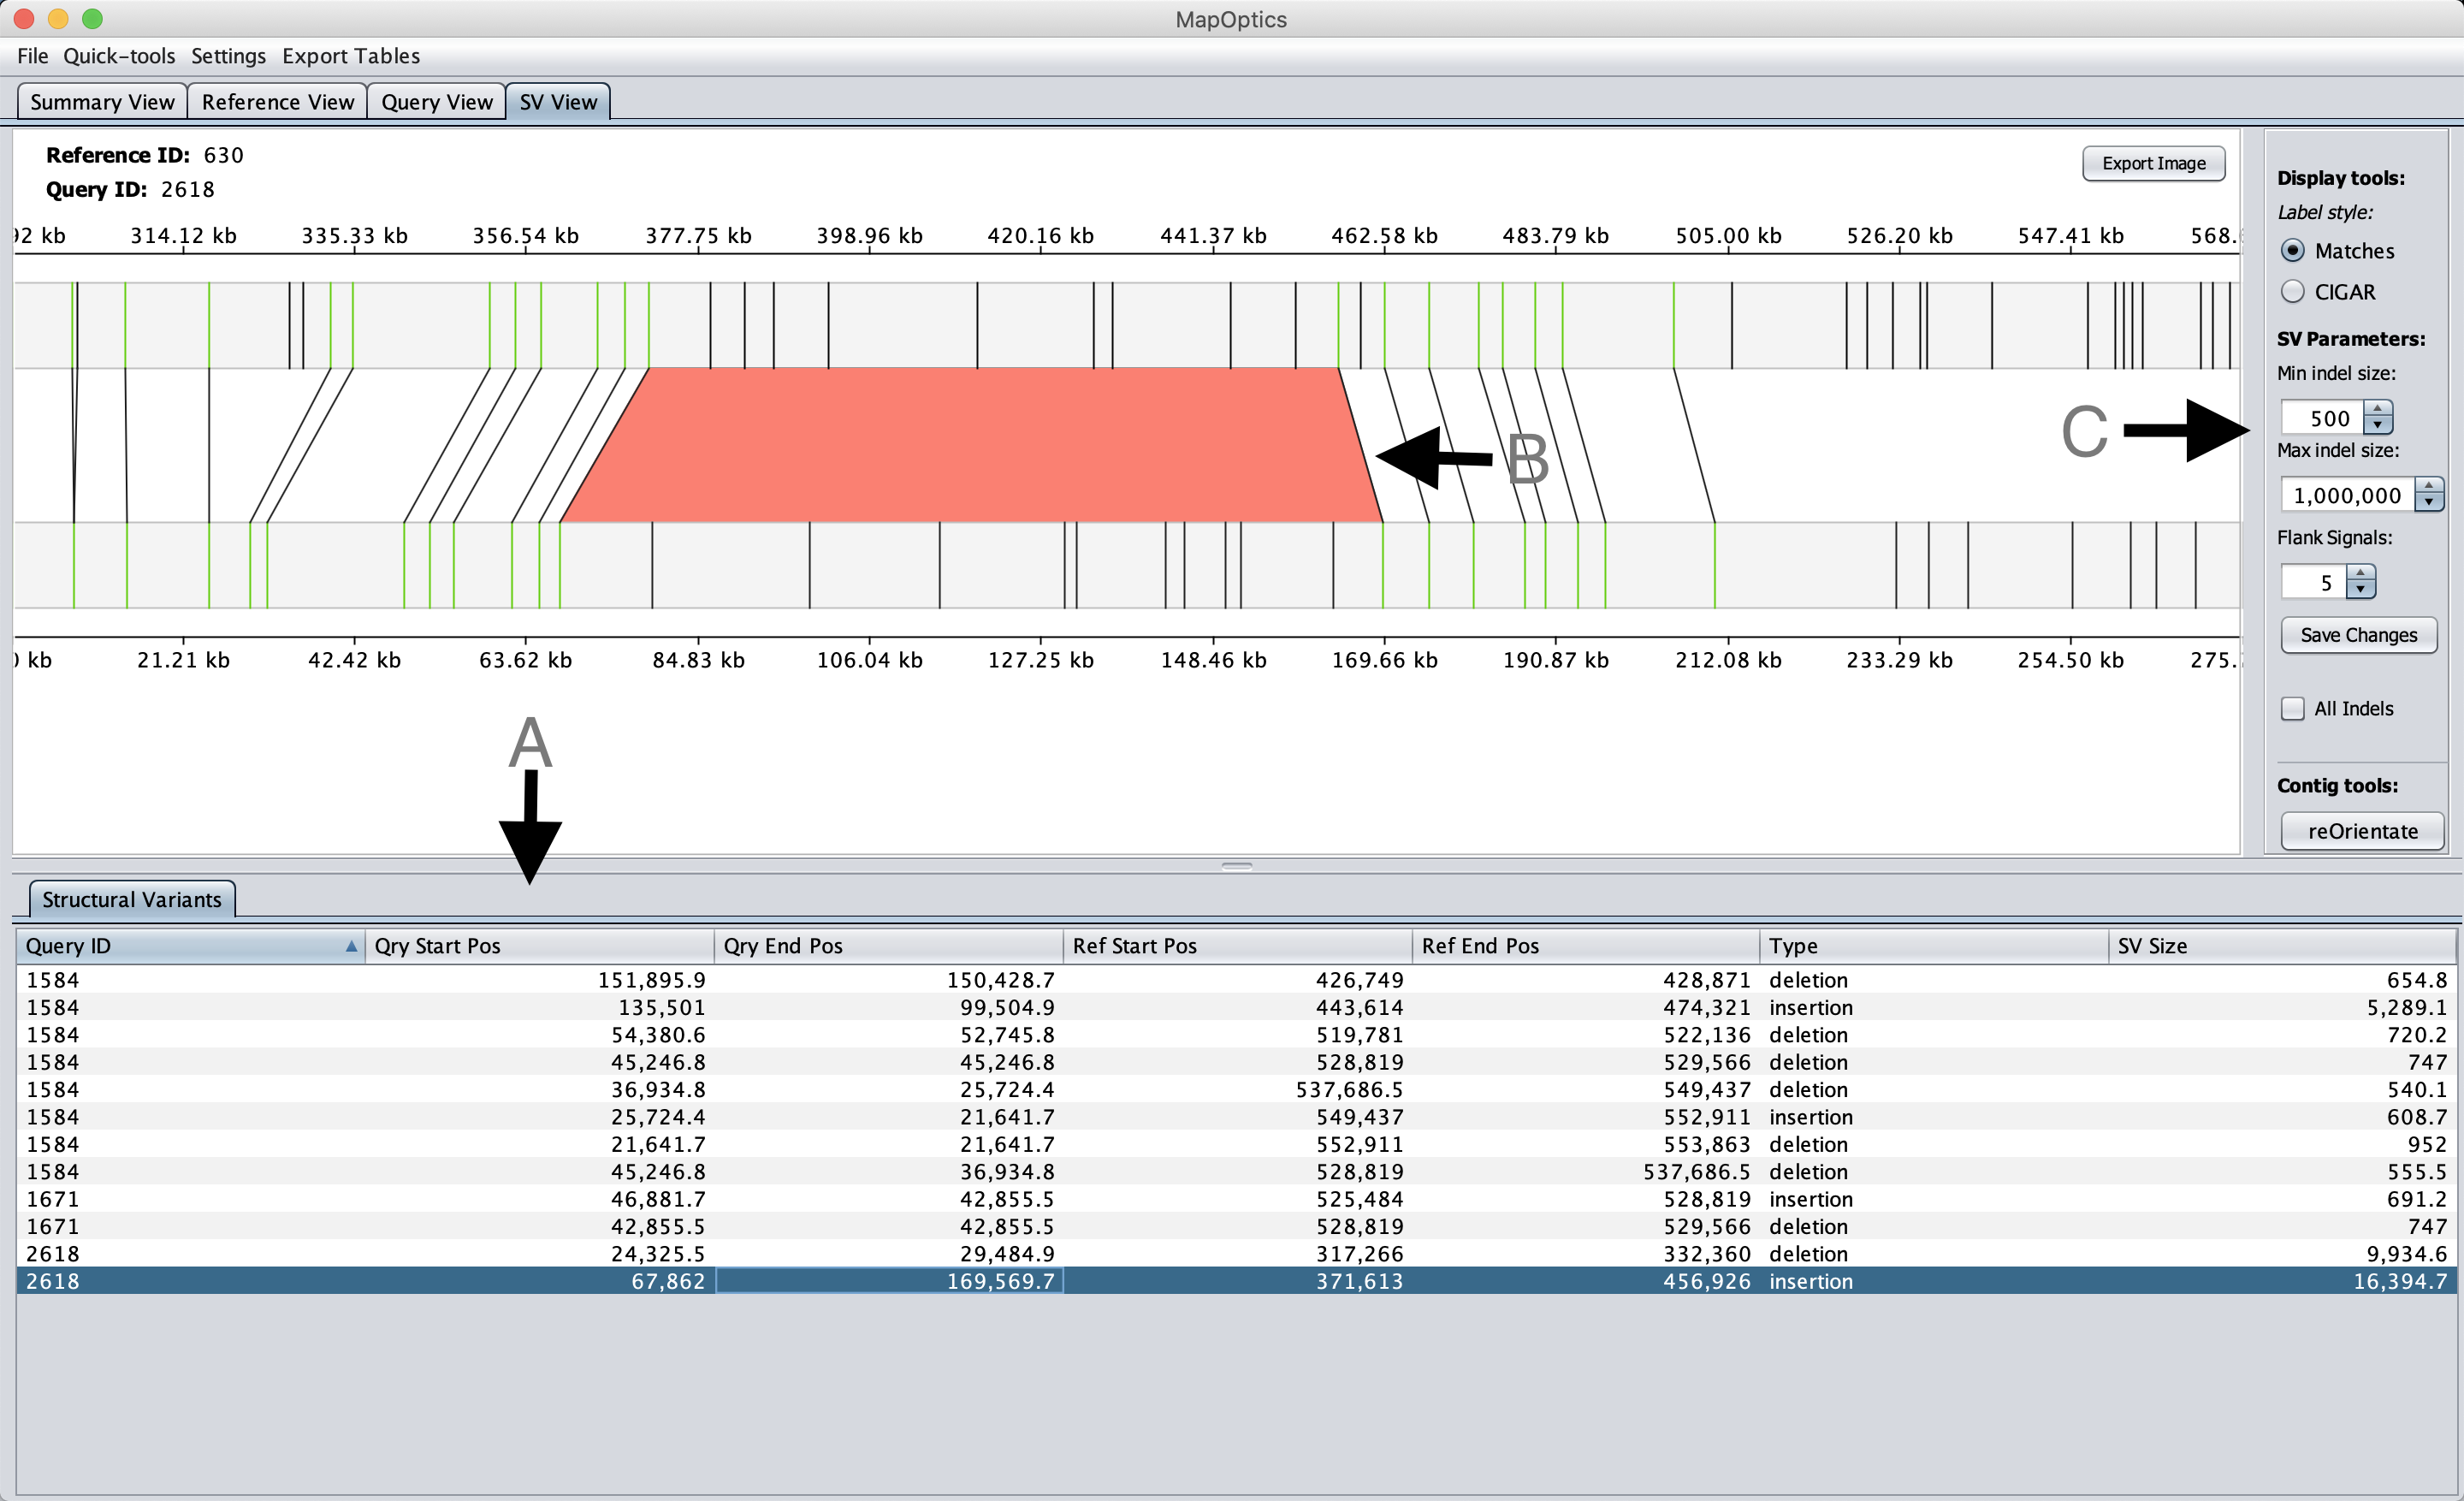 MapOptics
File Quick-tools Settings Export Tables
Summary View Reference View Query View SV View
Reference ID: 630
Export Image
Query ID: 2618
92 kb 314.12 kb 335.33 kb 356.54 kb 377.75 kb 398.96 kb 420.16 kb 441.37 kb 462.58 kb 483.79 kb 505.00 kb 526.20 kb 547.41 kb 568.
B
kb 21.21 kb 42.42 kb 63.62 kb 84.83 kb 106.04 kb 127.25 kb 148.46 kb 169.66 kb 190.87 kb 212.08 kb 233.29 kb 254.50 kb 275.
A
C
Display tools:
Label style:
Matches
CIGAR
SV Parameters:
Min indel size:
500
Max indel size:
1,000,000
Flank Signals:
5
Save Changes
All Indels
Contig tools:
reOrientate
Structural Variants
Query ID Qry Start Pos Qry End Pos Ref Start Pos Ref End Pos Type SV Size
1584 151,895.9 150,428.7 426,749 428,871 deletion 654.8
1584 135,501 99,504.9 443,614 474,321 insertion 5,289.1
1584 54,380.6 52,745.8 519,781 522,136 deletion 720.2
1584 45,246.8 45,246.8 528,819 529,566 deletion 747
1584 36,934.8 25,724.4 537,686.5 549,437 deletion 540.1
1584 25,724.4 21,641.7 549,437 552,911 insertion 608.7
1584 21,641.7 21,641.7 552,911 553,863 deletion 952
1584 45,246.8 36,934.8 528,819 537,686.5 deletion 555.5
1671 46,881.7 42,855.5 525,484 528,819 insertion 691.2
1671 42,855.5 42,855.5 528,819 529,566 deletion 747
2618 24,325.5 29,484.9 317,266 332,360 deletion 9,934.6
2618 67,862 169,569.7 371,613 456,926 insertion 16,394.7